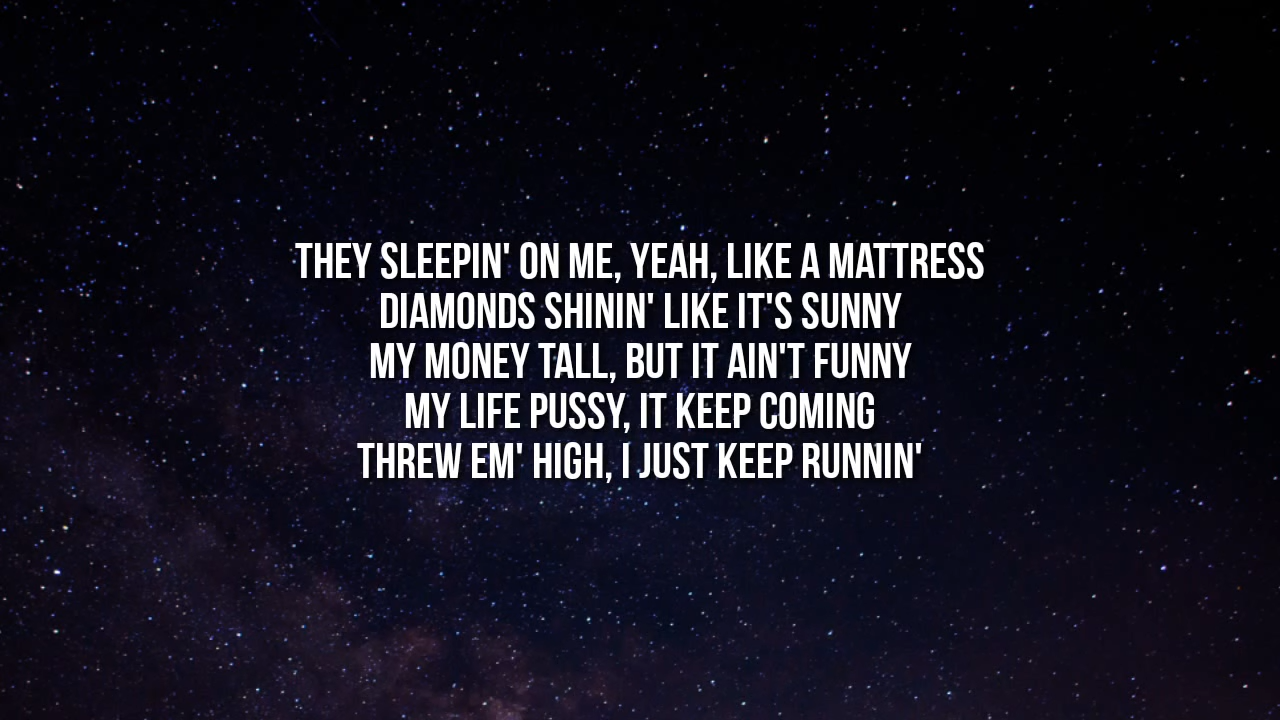 THEY SLEEPIN' ON ME, YEAH, LIKE A MATTRESS
DIAMONDS SHININ' LIKE IT'S SUNNY
MY MONEY TALL, BUT IT AIN'T FUNNY
MY LIFE PUSSY, IT KEEP COMING
THREW EM' HIGH, I JUST KEEP RUNNIN'